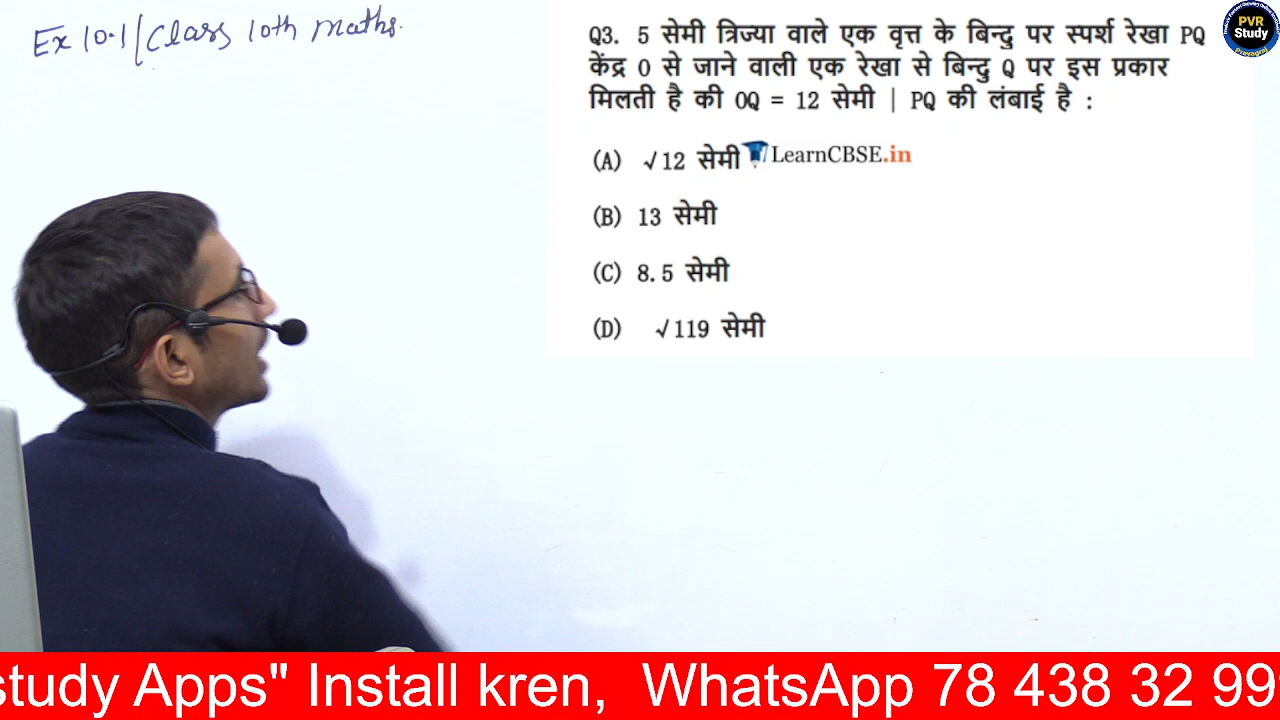 Ex 10.1 / Class 10th Maths.
Q3. 5 सेमी त्रिज्या वाले एक वृत्त के बिन्दु पर स्पर्श रेखा PQ
केंद्र O से जाने वाली एक रेखा से बिन्दु Q पर इस प्रकार
मिलती है की OQ = 12 सेमी | PQ की लंबाई है :
(A) √12 सेमी
LearnCBSE.in
(B) 13 सेमी
(C) 8.5 सेमी
(D) √119 सेमी
PVR
Study
Prayagraj
study Apps" Install kren, WhatsApp 78 438 32 99